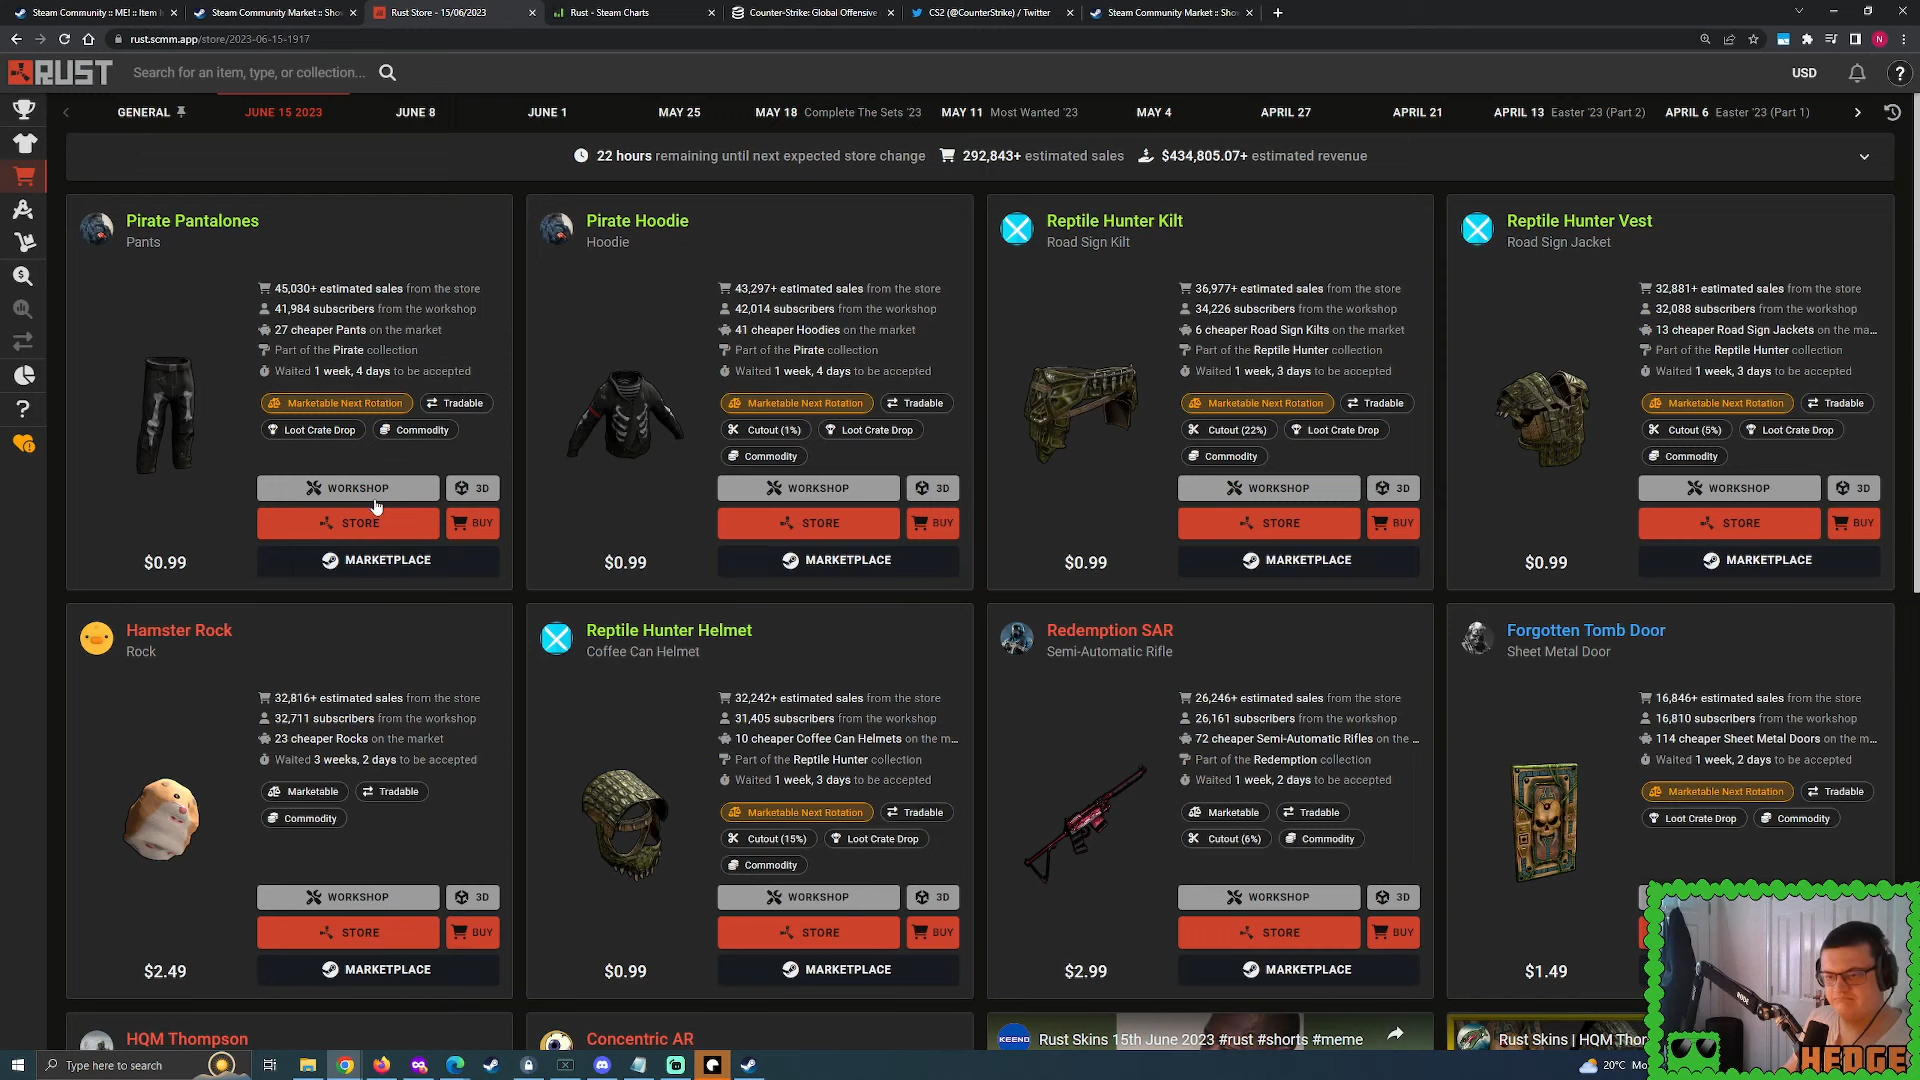 Steam Community :: ME! :: Item I
Steam Community Market :: Sho
Rust Store - 15/06/2023
Rust - Steam Charts
Counter-Strike: Global Offensive
CS2 (@CounterStrike) / Twitter
Steam Community Market :: Sho
rust.scmm.app/store/2023-06-15-1917
N
RUST
Search for an item, type, or collection...
USD
GENERAL
JUNE 15 2023
JUNE 8
JUNE 1
MAY 25
MAY 18 Complete The Sets '23
MAY 11 Most Wanted '23
MAY 4
APRIL 27
APRIL 21
APRIL 13 Easter '23 (Part 2)
APRIL 6 Easter '23 (Part 1)
22 hours remaining until next expected store change
292,843+ estimated sales
$434,805.07+ estimated revenue
Pirate Pantalones
Pants
45,030+ estimated sales from the store
41,984 subscribers from the workshop
27 cheaper Pants on the market
Part of the Pirate collection
Waited 1 week, 4 days to be accepted
Marketable Next Rotation
Tradable
Loot Crate Drop
Commodity
WORKSHOP
3D
STORE
BUY
$0.99
MARKETPLACE
Pirate Hoodie
Hoodie
43,297+ estimated sales from the store
42,014 subscribers from the workshop
41 cheaper Hoodies on the market
Part of the Pirate collection
Waited 1 week, 4 days to be accepted
Marketable Next Rotation
Tradable
Cutout (1%)
Loot Crate Drop
Commodity
WORKSHOP
3D
STORE
BUY
$0.99
MARKETPLACE
Reptile Hunter Kilt
Road Sign Kilt
36,977+ estimated sales from the store
34,226 subscribers from the workshop
6 cheaper Road Sign Kilts on the market
Part of the Reptile Hunter collection
Waited 1 week, 3 days to be accepted
Marketable Next Rotation
Tradable
Cutout (22%)
Loot Crate Drop
Commodity
WORKSHOP
3D
STORE
BUY
$0.99
MARKETPLACE
Reptile Hunter Vest
Road Sign Jacket
32,881+ estimated sales from the store
32,088 subscribers from the workshop
13 cheaper Road Sign Jackets on the ma...
Part of the Reptile Hunter collection
Waited 1 week, 3 days to be accepted
Marketable Next Rotation
Tradable
Cutout (5%)
Loot Crate Drop
Commodity
WORKSHOP
3D
STORE
BUY
$0.99
MARKETPLACE
Hamster Rock
Rock
32,816+ estimated sales from the store
32,711 subscribers from the workshop
23 cheaper Rocks on the market
Waited 3 weeks, 2 days to be accepted
Marketable
Tradable
Commodity
WORKSHOP
3D
STORE
BUY
$2.49
MARKETPLACE
Reptile Hunter Helmet
Coffee Can Helmet
32,242+ estimated sales from the store
31,405 subscribers from the workshop
10 cheaper Coffee Can Helmets on the m...
Part of the Reptile Hunter collection
Waited 1 week, 3 days to be accepted
Marketable Next Rotation
Tradable
Cutout (15%)
Loot Crate Drop
Commodity
WORKSHOP
3D
STORE
BUY
$0.99
MARKETPLACE
Redemption SAR
Semi-Automatic Rifle
26,246+ estimated sales from the store
26,161 subscribers from the workshop
72 cheaper Semi-Automatic Rifles on the ...
Part of the Redemption collection
Waited 1 week, 2 days to be accepted
Marketable
Tradable
Cutout (6%)
Commodity
WORKSHOP
3D
STORE
BUY
$2.99
MARKETPLACE
Forgotten Tomb Door
Sheet Metal Door
16,846+ estimated sales from the store
16,810 subscribers from the workshop
114 cheaper Sheet Metal Doors on the m...
Waited 1 week, 2 days to be accepted
Marketable Next Rotation
Tradable
Loot Crate Drop
Commodity
$1.49
HQM Thompson
Concentric AR
KEEND
Rust Skins 15th June 2023 #rust #shorts #meme
Rust Skins | HQM Tho
RODE
HEDGE
Type here to search
20°C Mo